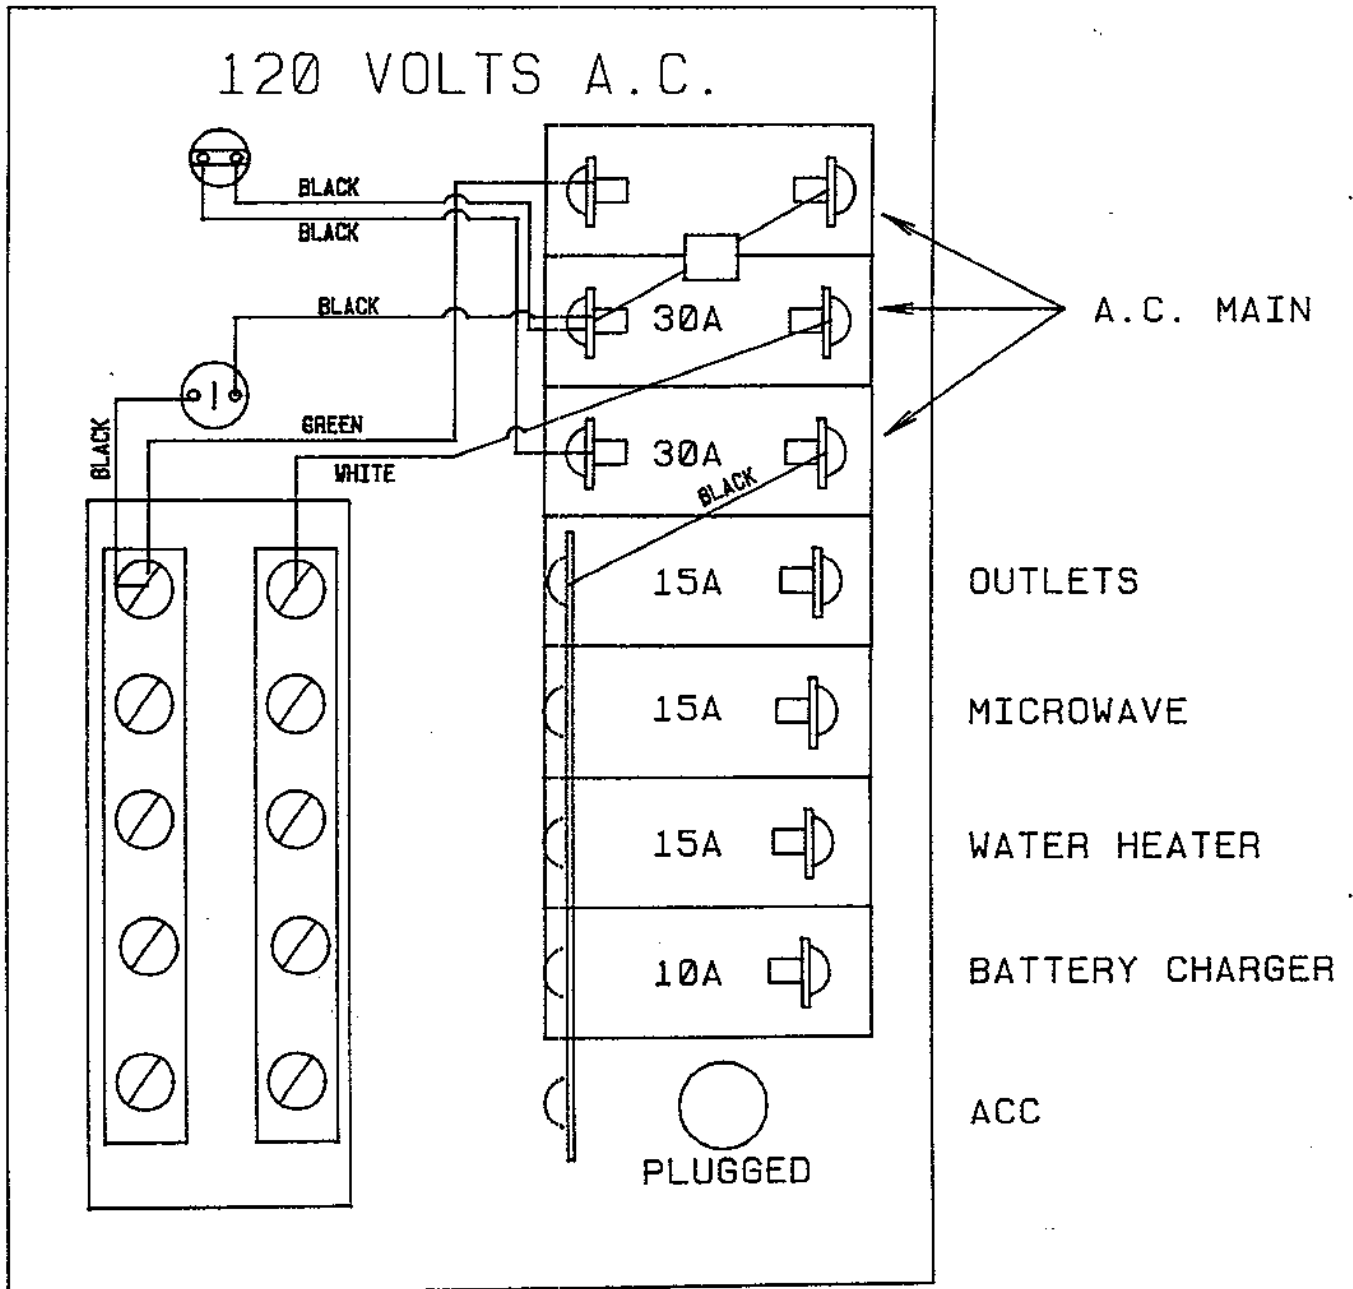 120 VOLTS A.C.
BLACK
BLACK
BLACK
30A
A.C. MAIN
GREEN
BLACK
WHITE
30A
BLACK
15A
OUTLETS
15A
MICROWAVE
15A
WATER HEATER
10A
BATTERY CHARGER
ACC
PLUGGED